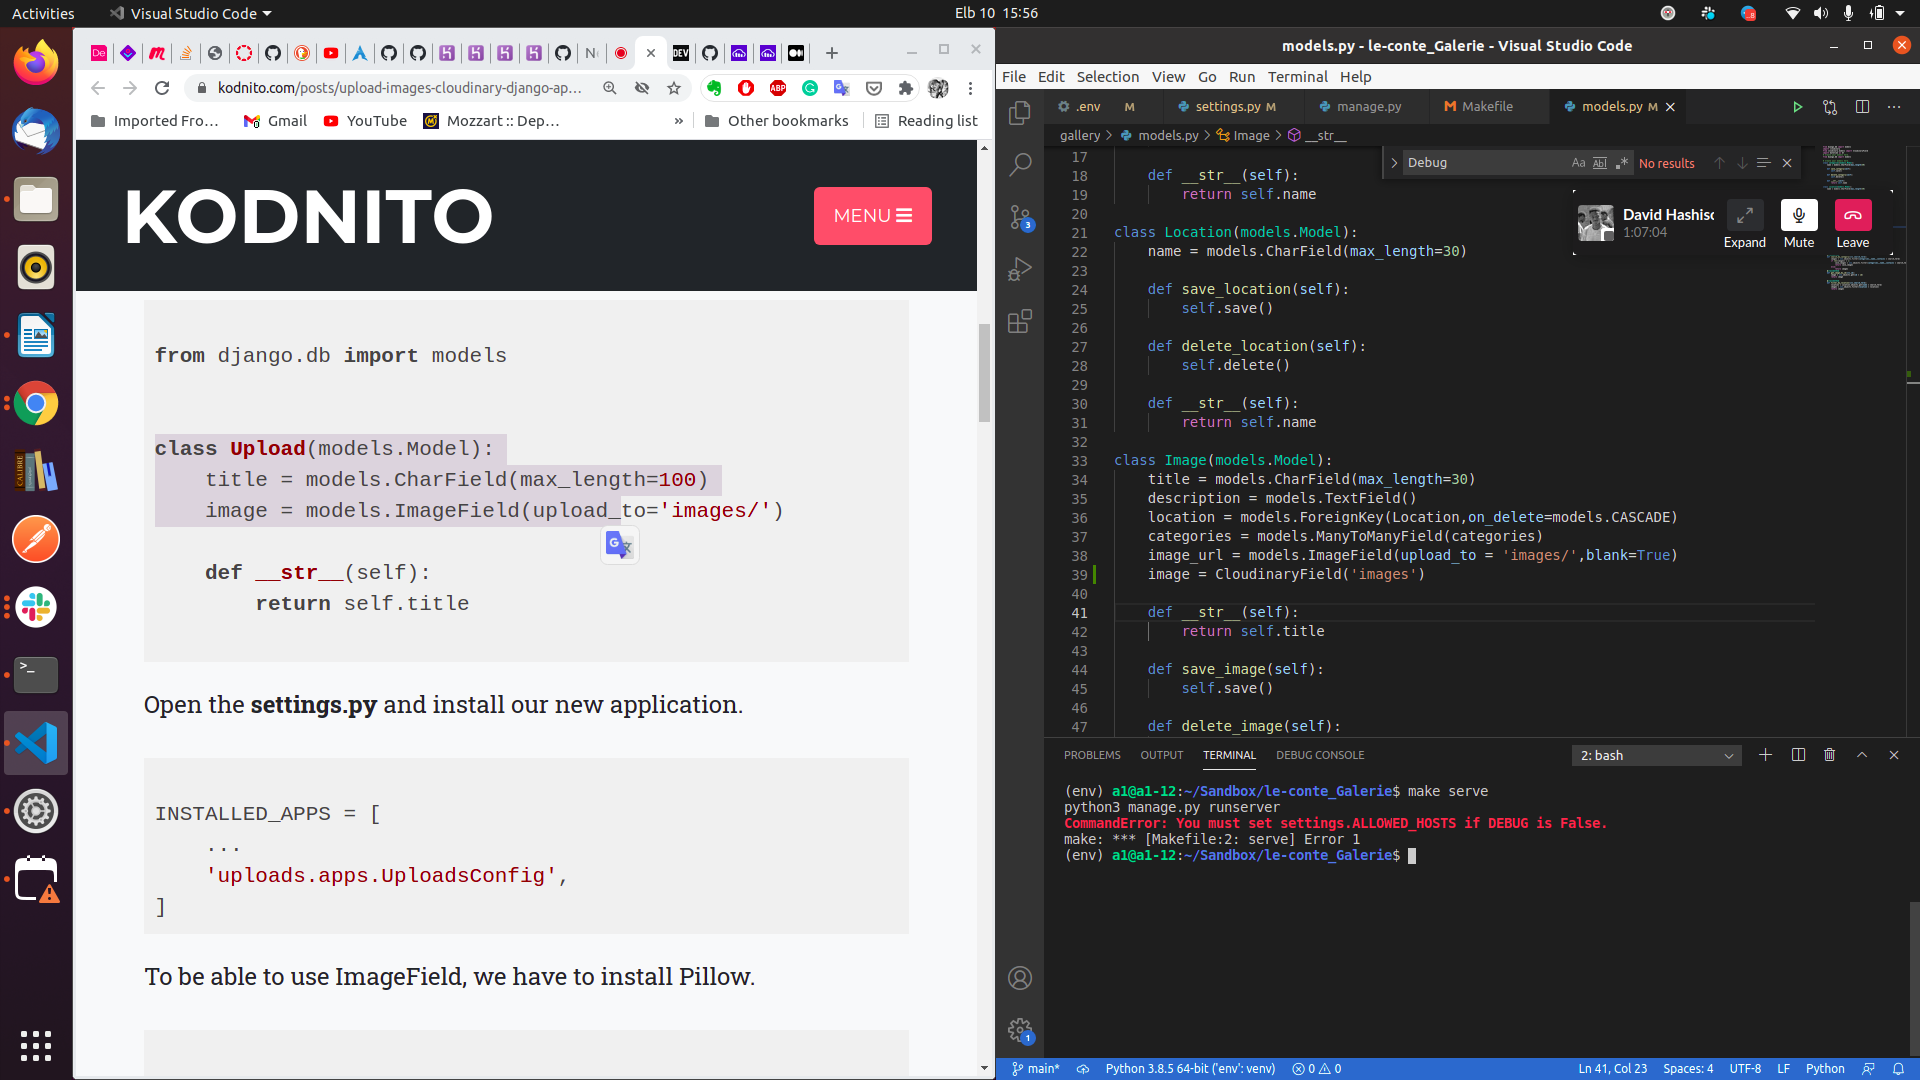 Activities
Visual Studio Code
Elb 10 15:56
kodnito.com/posts/upload-images-cloudinary-django-ap...
Imported Fro...
Gmail
YouTube
Mozzart :: Dep...
»
Other bookmarks
Reading list
KODNITO
MENU
from django.db import models
class Upload(models.Model):
title = models.CharField(max_length=100)
image = models.ImageField(upload_to='images/')
def __str__(self):
return self.title
Open the settings.py and install our new application.
INSTALLED_APPS = [
...
'uploads.apps.UploadsConfig',
]
To be able to use ImageField, we have to install Pillow.
models.py - le-conte_Galerie - Visual Studio Code
File Edit Selection View Go Run Terminal Help
.env M
settings.py M
manage.py
Makefile
models.py M
gallery > models.py > Image > __str__
Debug
Aa Abl .*
No results
David Hashisc
1:07:04
Expand
Mute
Leave
17
18 def __str__(self):
19 return self.name
20
21 class Location(models.Model):
22 name = models.CharField(max_length=30)
23
24 def save_location(self):
25 self.save()
26
27 def delete_location(self):
28 self.delete()
29
30 def __str__(self):
31 return self.name
32
33 class Image(models.Model):
34 title = models.CharField(max_length=30)
35 description = models.TextField()
36 location = models.ForeignKey(Location,on_delete=models.CASCADE)
37 categories = models.ManyToManyField(categories)
38 image_url = models.ImageField(upload_to = 'images/',blank=True)
39 image = CloudinaryField('images')
40
41 def __str__(self):
42 return self.title
43
44 def save_image(self):
45 self.save()
46
47 def delete_image(self):
PROBLEMS OUTPUT TERMINAL DEBUG CONSOLE
2: bash
(env) a1@a1-12:~/Sandbox/le-conte_Galerie$ make serve
python3 manage.py runserver
CommandError: You must set settings.ALLOWED_HOSTS if DEBUG is False.
make: *** [Makefile:2: serve] Error 1
(env) a1@a1-12:~/Sandbox/le-conte_Galerie$
main*
Python 3.8.5 64-bit ('env': venv)
0 0
Ln 41, Col 23
Spaces: 4
UTF-8
LF
Python